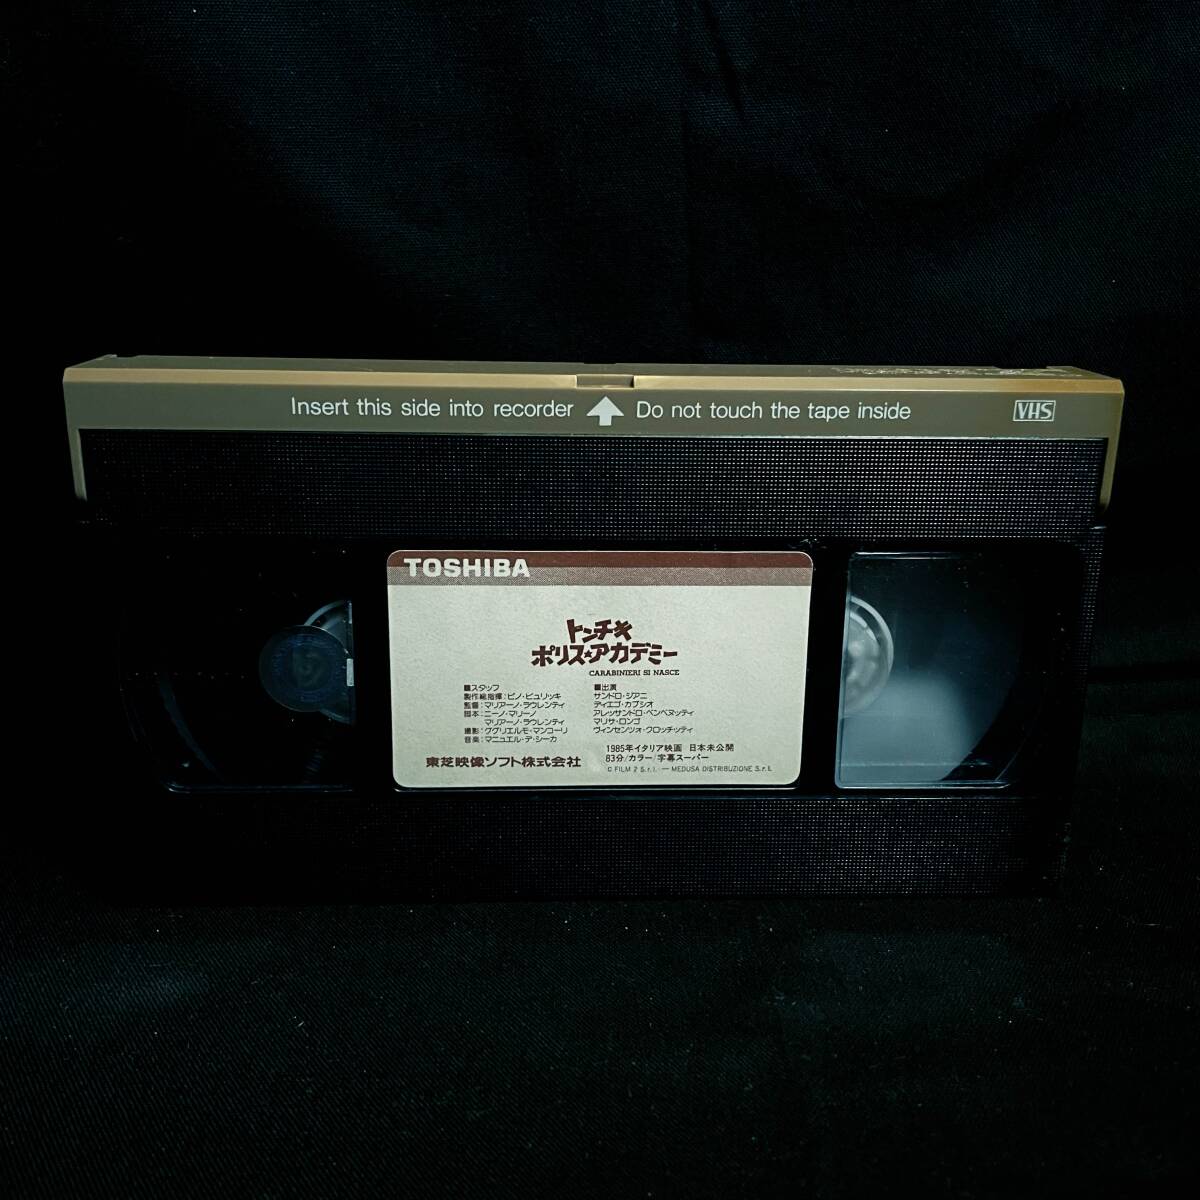 Insert this side into recorder Do not touch the tape inside VHS
TOSHIBA
トンチキ
ポリス★アカデミー
CARABINIERI SI NASCE
■スタッフ
製作総指揮:ピノ・ビュリッキ
監督:マリアーノ・ラウレンティ
脚本:ニーノ・マリーノ
マリアーノ・ラウレンティ
撮影:ググリエルモ・マンコーリ
音楽:マニュエル・デ・シーカ
■出演
サンドロ・ジアニ
ディエゴ・カプシオ
アレッサンドロ・ベンベヌッティ
マリサ・ロンゴ
ヴィンセンツォ・クロッチッティ
東芝映像ソフト株式会社
1985年イタリア映画 日本未公開
83分/カラー/字幕スーパー
© FILM 2 S.r.l. — MEDUSA DISTRIBUZIONE S.r.l.